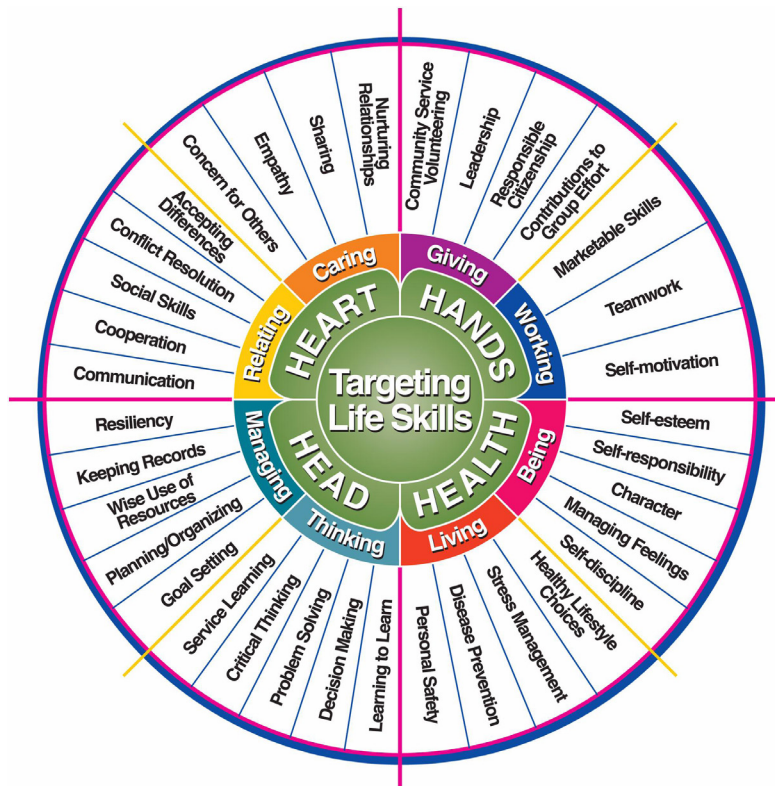 Targeting
Life Skills
HEART
HANDS
HEALTH
HEAD
Caring
Giving
Working
Being
Living
Thinking
Managing
Relating
Nurturing
Relationships
Sharing
Empathy
Concern for Others
Community Service
Volunteering
Leadership
Responsible
Citizenship
Contributions to
Group Effort
Marketable Skills
Teamwork
Self-motivation
Self-esteem
Self-responsibility
Character
Managing Feelings
Self-discipline
Healthy Lifestyle
Choices
Stress Management
Disease Prevention
Personal Safety
Learning to Learn
Decision Making
Problem Solving
Critical Thinking
Service Learning
Goal Setting
Planning/Organizing
Wise Use of
Resources
Keeping Records
Resiliency
Communication
Cooperation
Social Skills
Conflict Resolution
Accepting
Differences